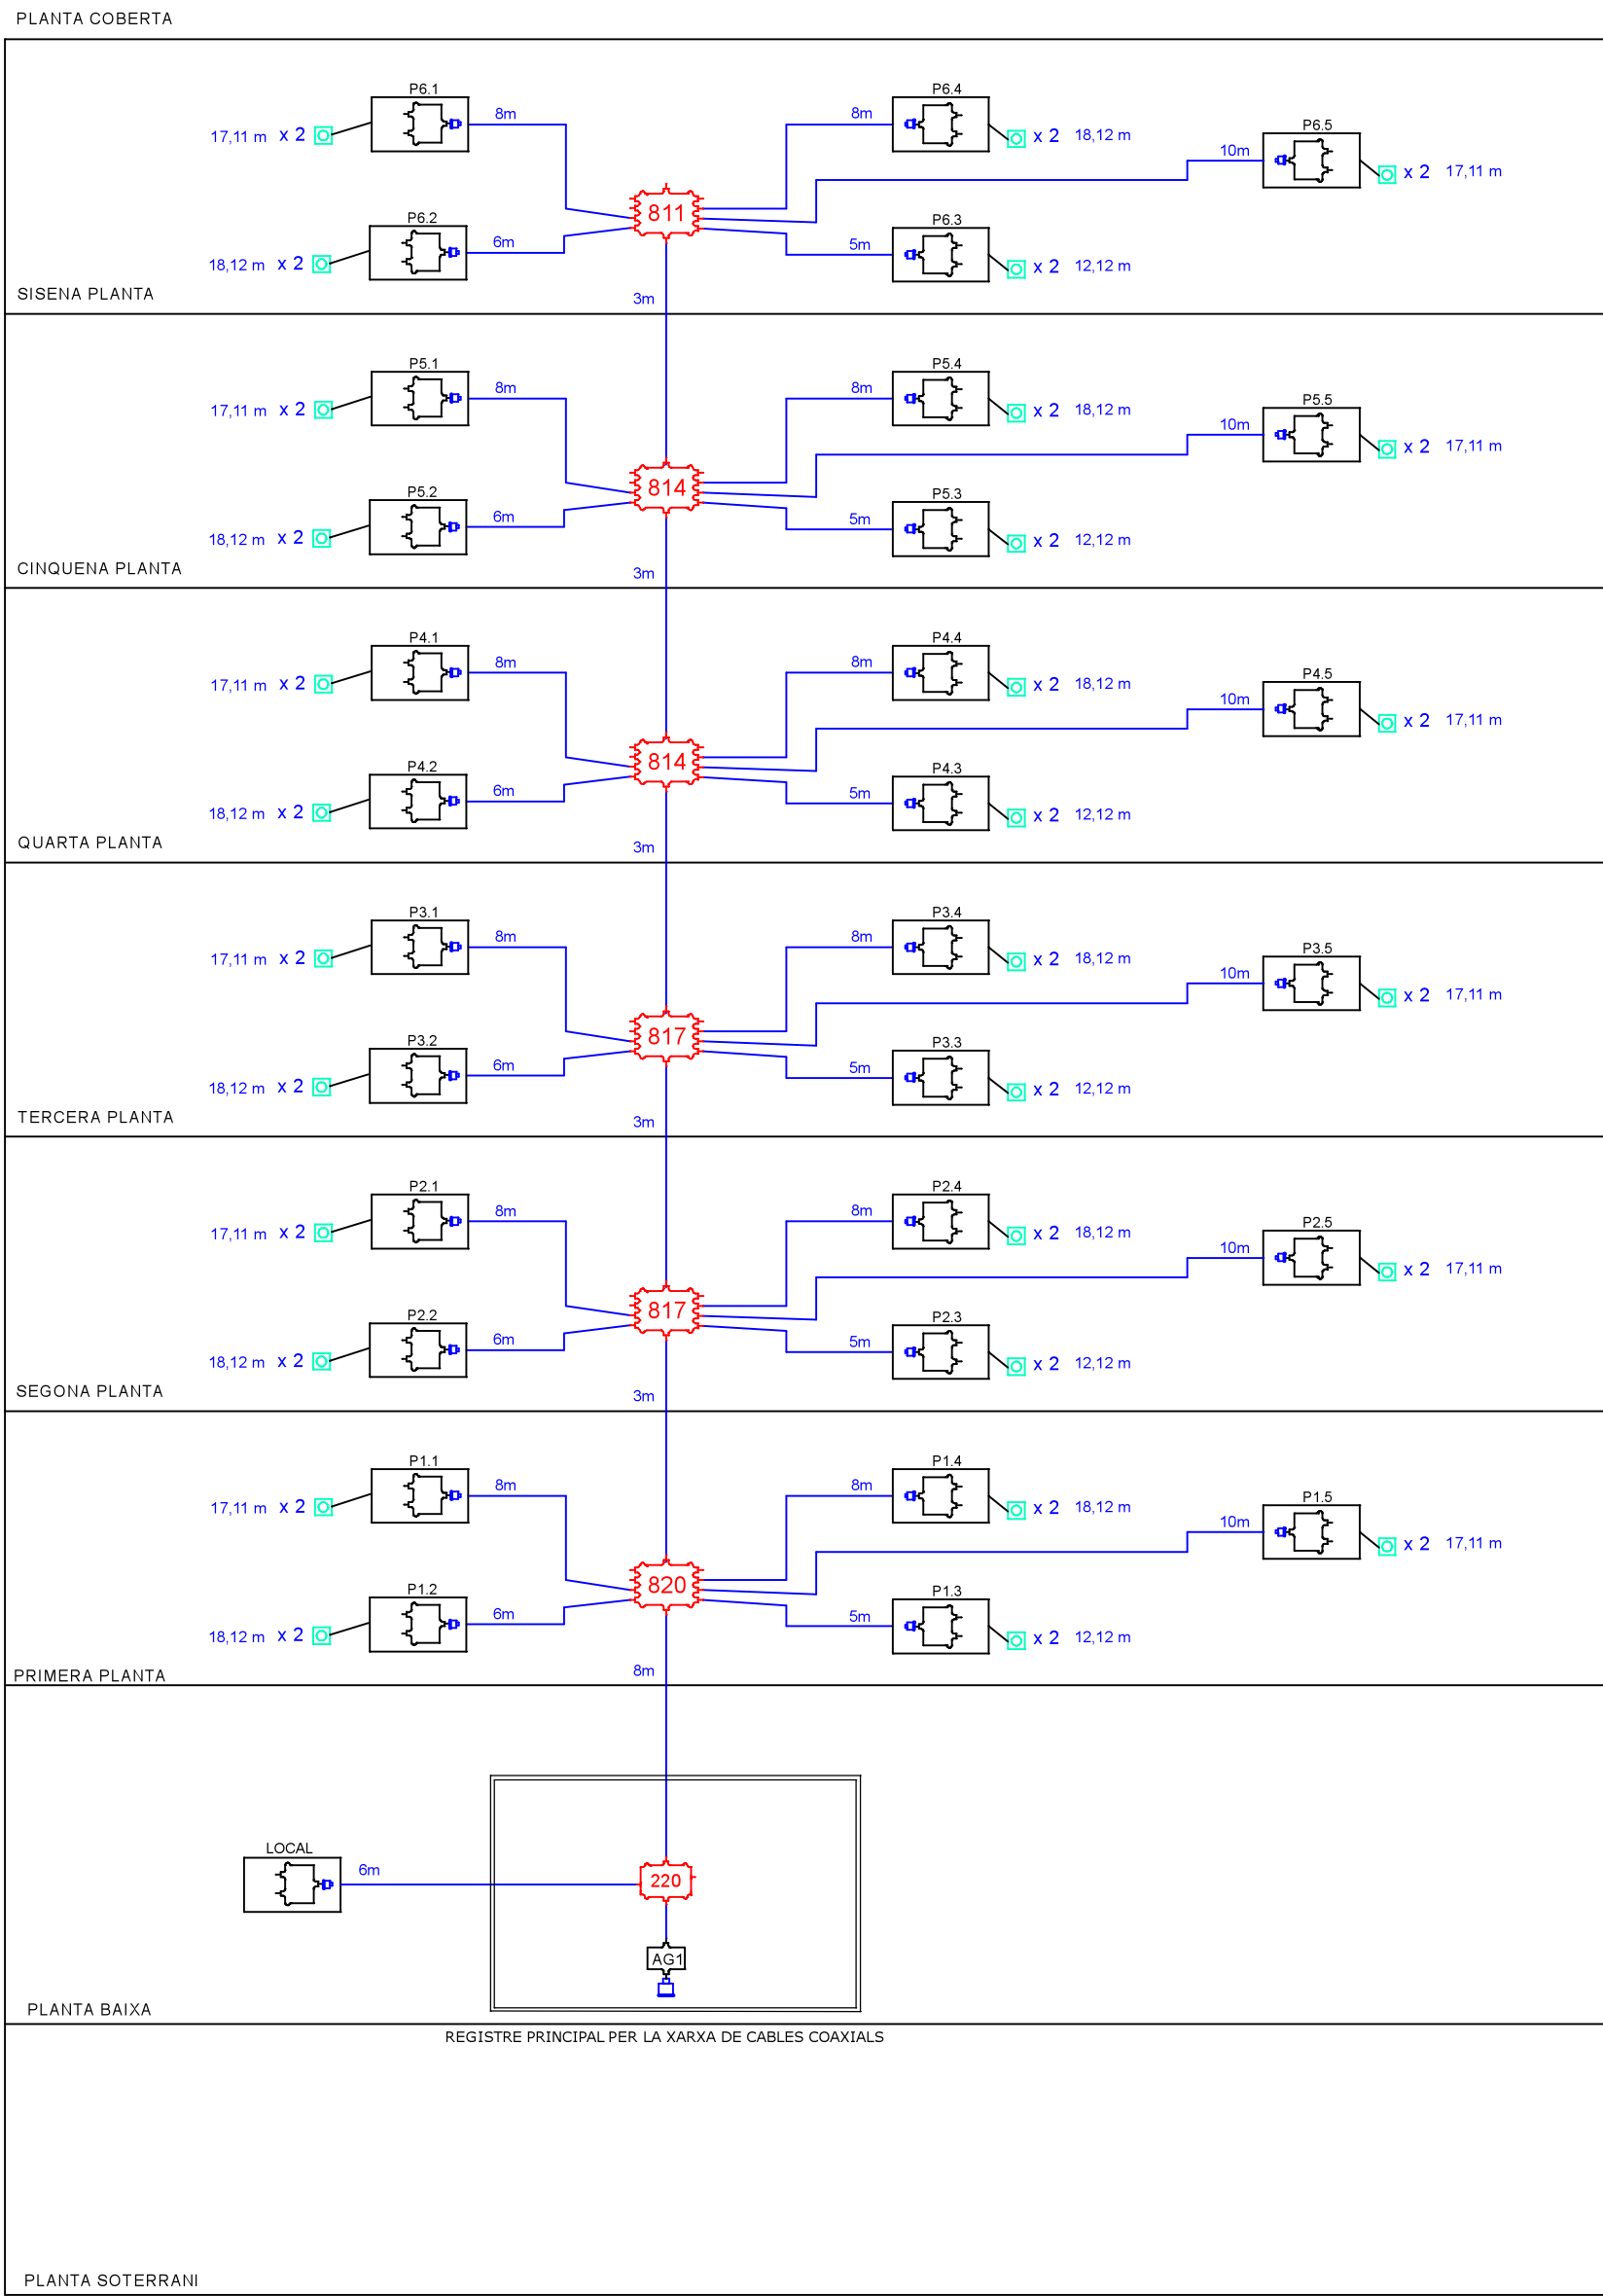 PLANTA COBERTA
P6.1
P6.4
8m
8m
P6.5
17,11 m x 2
x 2 18,12 m
10m
x 2 17,11 m
811
P6.2
P6.3
6m
5m
18,12 m x 2
x 2 12,12 m
SISENA PLANTA
3m
P5.1
P5.4
8m
8m
P5.5
17,11 m x 2
x 2 18,12 m
10m
x 2 17,11 m
814
P5.2
P5.3
6m
5m
18,12 m x 2
x 2 12,12 m
CINQUENA PLANTA
3m
P4.1
P4.4
8m
8m
P4.5
17,11 m x 2
x 2 18,12 m
10m
x 2 17,11 m
814
P4.2
P4.3
6m
5m
18,12 m x 2
x 2 12,12 m
QUARTA PLANTA
3m
P3.1
P3.4
8m
8m
P3.5
17,11 m x 2
x 2 18,12 m
10m
x 2 17,11 m
817
P3.2
P3.3
6m
5m
18,12 m x 2
x 2 12,12 m
TERCERA PLANTA
3m
P2.1
P2.4
8m
8m
P2.5
17,11 m x 2
x 2 18,12 m
10m
x 2 17,11 m
817
P2.2
P2.3
6m
5m
18,12 m x 2
x 2 12,12 m
SEGONA PLANTA
3m
P1.1
P1.4
8m
8m
P1.5
17,11 m x 2
x 2 18,12 m
10m
x 2 17,11 m
820
P1.2
P1.3
6m
5m
18,12 m x 2
x 2 12,12 m
PRIMERA PLANTA
8m
LOCAL
6m
220
AG1
PLANTA BAIXA
REGISTRE PRINCIPAL PER LA XARXA DE CABLES COAXIALS
PLANTA SOTERRANI